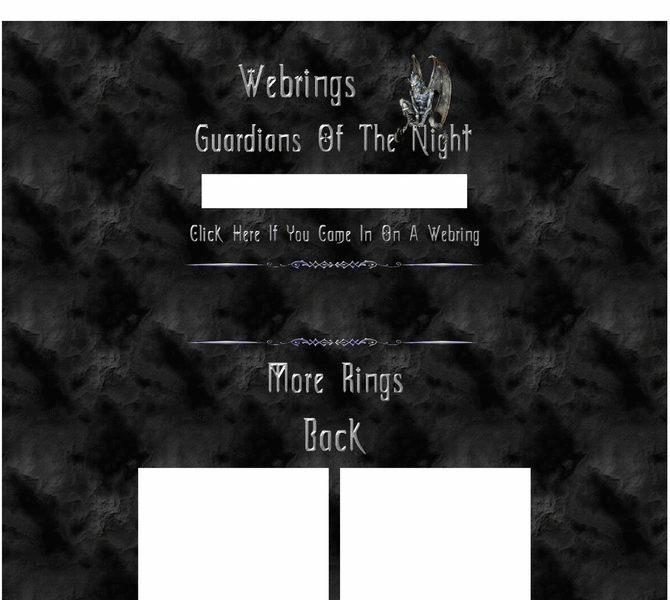 Webrings
Guardians Of The Night
Click Here If You Came In On A Webring
More Rings
Back